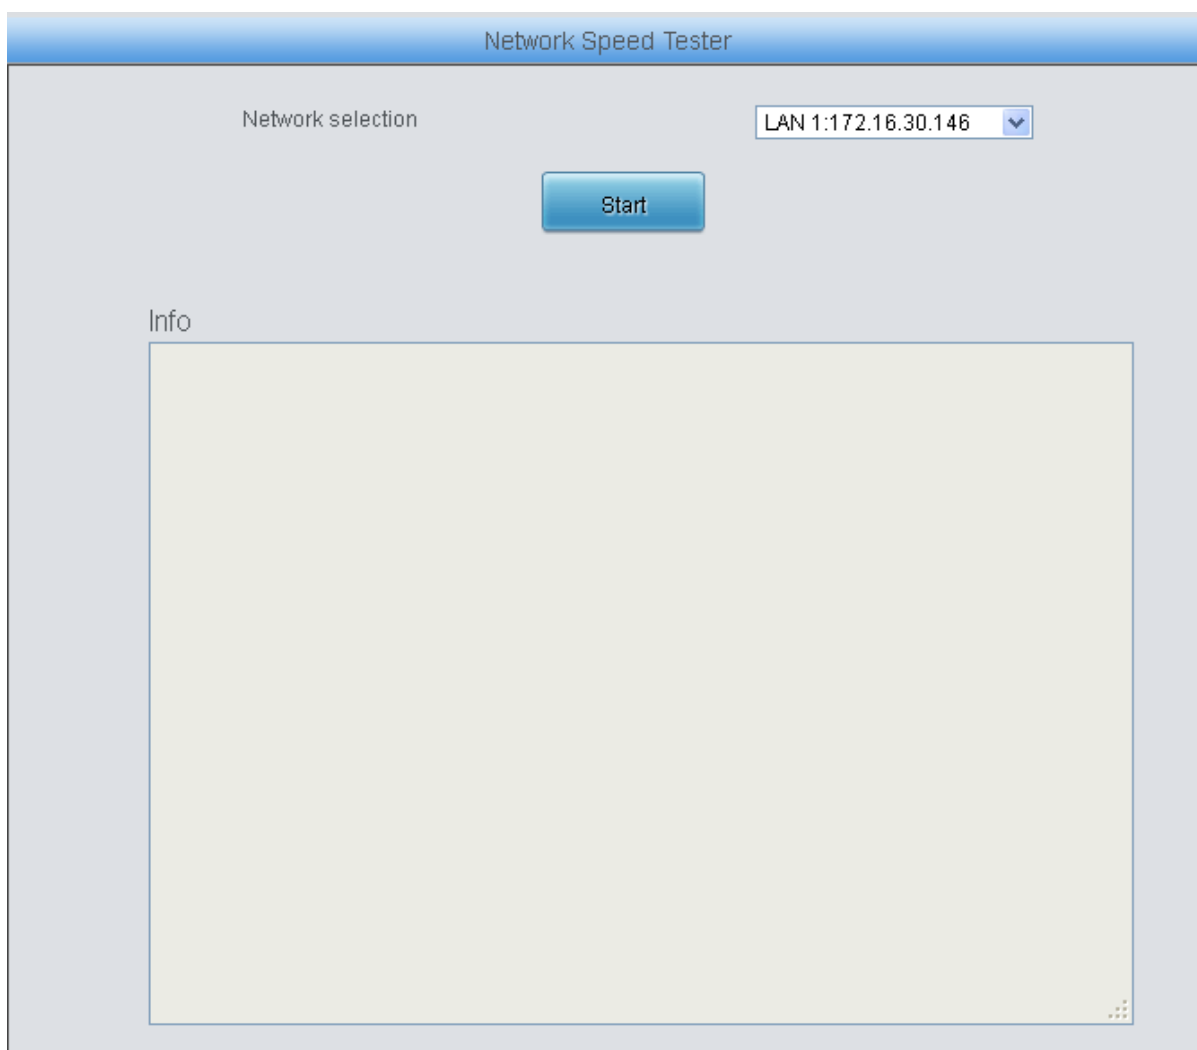 Network Speed Tester
Network selection
LAN 1:172.16.30.146
Start
Info